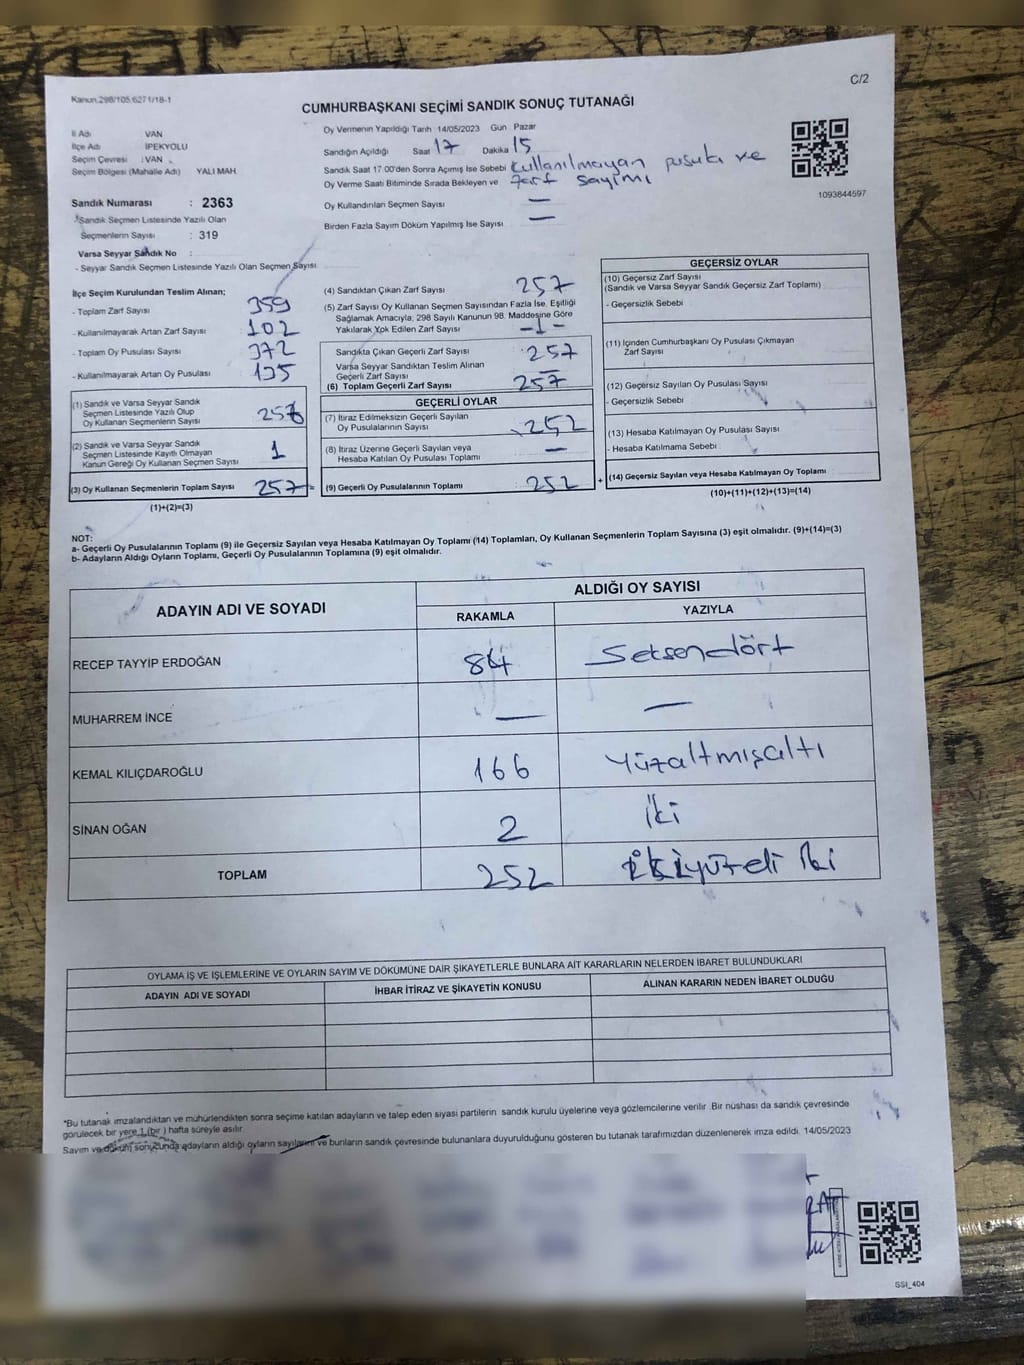 Kanun.298/105,6271/18-1
C/2
CUMHURBAŞKANI SEÇİMİ SANDIK SONUÇ TUTANAĞI
İl Adı VAN
İlçe Adı İPEKYOLU
Seçim Çevresi : VAN
Seçim Bölgesi (Mahalle Adı) YALI MAH.
Sandık Numarası : 2363
Sandık Seçmen Listesinde Yazılı Olan
Seçmenlerin Sayısı : 319
Varsa Seyyar Sandık No :
- Seyyar Sandık Seçmen Listesinde Yazılı Olan Seçmen Sayısı
Oy Vermenin Yapıldığı Tarih 14/05/2023 Gün Pazar
Sandığın Açıldığı Saat 17 Dakika 15
Sandık Saat 17:00'den Sonra Açılmış İse Sebebi Kullanılmayan pusula ve
Oy Verme Saati Bitiminde Sırada Bekleyen ve zarf sayımı
Oy Kullandırılan Seçmen Sayısı —
Birden Fazla Sayım Döküm Yapılmış İse Sayısı —
1093844597
İlçe Seçim Kurulundan Teslim Alınan;
- Toplam Zarf Sayısı 359
- Kullanılmayarak Artan Zarf Sayısı 102
- Toplam Oy Pusulası Sayısı 372
- Kullanılmayarak Artan Oy Pusulası
(1) Sandık ve Varsa Seyyar Sandık
Seçmen Listesinde Yazılı Olup
Oy Kullanan Seçmenlerin Sayısı 256
(2) Sandık ve Varsa Seyyar Sandık
Seçmen Listesinde Kayıtlı Olmayan
Kanun Gereği Oy Kullanan Seçmen Sayısı 1
(3) Oy Kullanan Seçmenlerin Toplam Sayısı 257
(1)+(2)=(3)
(4) Sandıktan Çıkan Zarf Sayısı 257
(5) Zarf Sayısı Oy Kullanan Seçmen Sayısından Fazla İse, Eşitliği
Sağlamak Amacıyla; 298 Sayılı Kanunun 98. Maddesine Göre
Yakılarak Yok Edilen Zarf Sayısı -1-
Sandıkta Çıkan Geçerli Zarf Sayısı 257
Varsa Seyyar Sandıktan Teslim Alınan
Geçerli Zarf Sayısı —
(6) Toplam Geçerli Zarf Sayısı 257
GEÇERLİ OYLAR
(7) İtiraz Edilmeksizin Geçerli Sayılan
Oy Pusulalarının Sayısı 252
(8) İtiraz Üzerine Geçerli Sayılan veya
Hesaba Katılan Oy Pusulası Toplamı —
(9) Geçerli Oy Pusulalarının Toplamı 252
GEÇERSİZ OYLAR
(10) Geçersiz Zarf Sayısı
(Sandık ve Varsa Seyyar Sandık Geçersiz Zarf Toplamı)
- Geçersizlik Sebebi
(11) İçinden Cumhurbaşkanı Oy Pusulası Çıkmayan
Zarf Sayısı
(12) Geçersiz Sayılan Oy Pusulası Sayısı
- Geçersizlik Sebebi
(13) Hesaba Katılmayan Oy Pusulası Sayısı
- Hesaba Katılmama Sebebi
+ (14) Geçersiz Sayılan veya Hesaba Katılmayan Oy Toplamı
(10)+(11)+(12)+(13)=(14)
NOT:
a- Geçerli Oy Pusulalarının Toplamı (9) ile Geçersiz Sayılan veya Hesaba Katılmayan Oy Toplamı (14) Toplamları, Oy Kullanan Seçmenlerin Toplam Sayısına (3) eşit olmalıdır. (9)+(14)=(3)
b- Adayların Aldığı Oyların Toplamı, Geçerli Oy Pusulalarının Toplamına (9) eşit olmalıdır.
ADAYIN ADI VE SOYADI
ALDIĞI OY SAYISI
RAKAMLA YAZIYLA
RECEP TAYYİP ERDOĞAN 84 Seksendört
MUHARREM İNCE — —
KEMAL KILIÇDAROĞLU 166 Yüzaltmışaltı
SİNAN OĞAN 2 İki
TOPLAM 252 İkiyüzelli İki
OYLAMA İŞ VE İŞLEMLERİNE VE OYLARIN SAYIM VE DÖKÜMÜNE DAİR ŞİKAYETLERLE BUNLARA AİT KARARLARIN NELERDEN İBARET BULUNDUKLARI
ADAYIN ADI VE SOYADI İHBAR İTİRAZ VE ŞİKAYETİN KONUSU ALINAN KARARIN NEDEN İBARET OLDUĞU
*Bu tutanak imzalandıktan ve mühürlendikten sonra seçime katılan adayların ve talep eden siyasi partilerin sandık kurulu üyelerine veya gözlemcilerine verilir. Bir nüshası da sandık çevresinde
görülecek bir yere 1 (bir) hafta süreyle asılır.
Sayım ve döküm sonucunda adayların aldığı oyların sayılarını ve bunların sandık çevresinde bulunanlara duyurulduğunu gösteren bu tutanak tarafımızdan düzenlenerek imza edildi. 14/05/2023
SSI_404